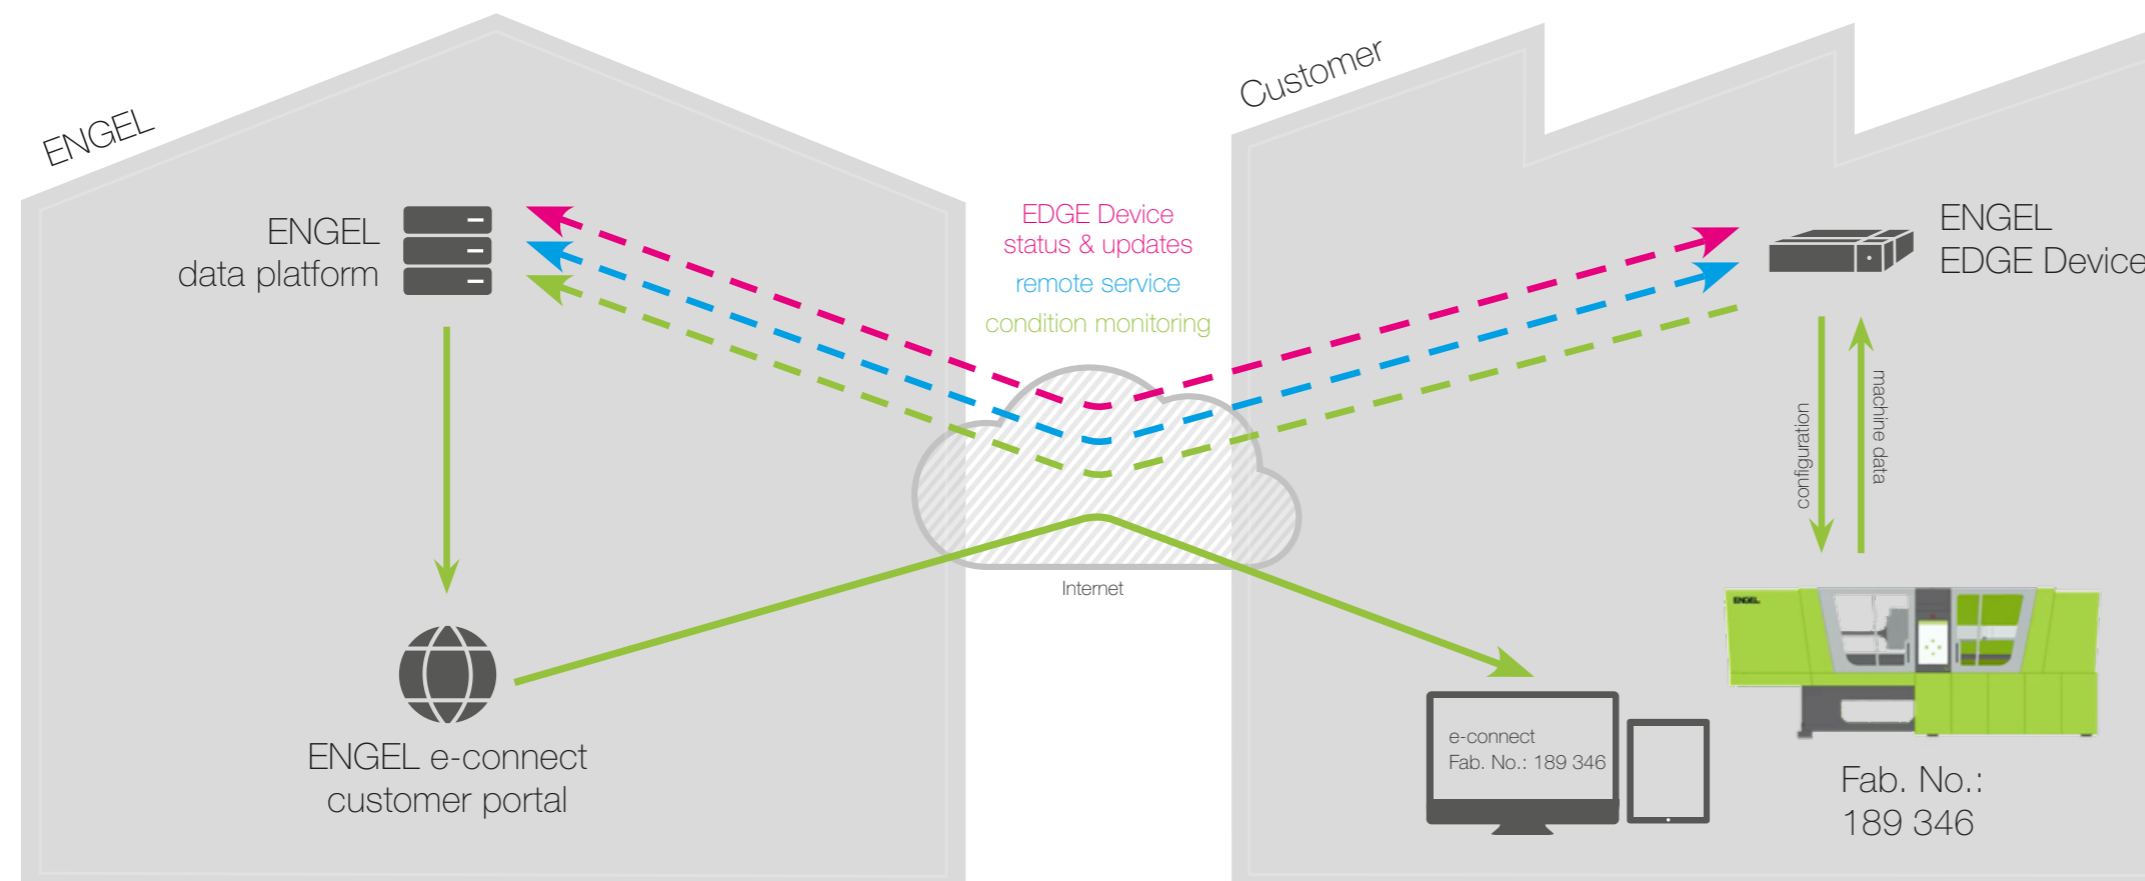 ENGEL
Customer
ENGEL
data platform
EDGE Device
status & updates
remote service
condition monitoring
ENGEL
EDGE Device
configuration
machine data
Internet
ENGEL e-connect
customer portal
e-connect
Fab. No.: 189 346
ENGEL
Fab. No.:
189 346